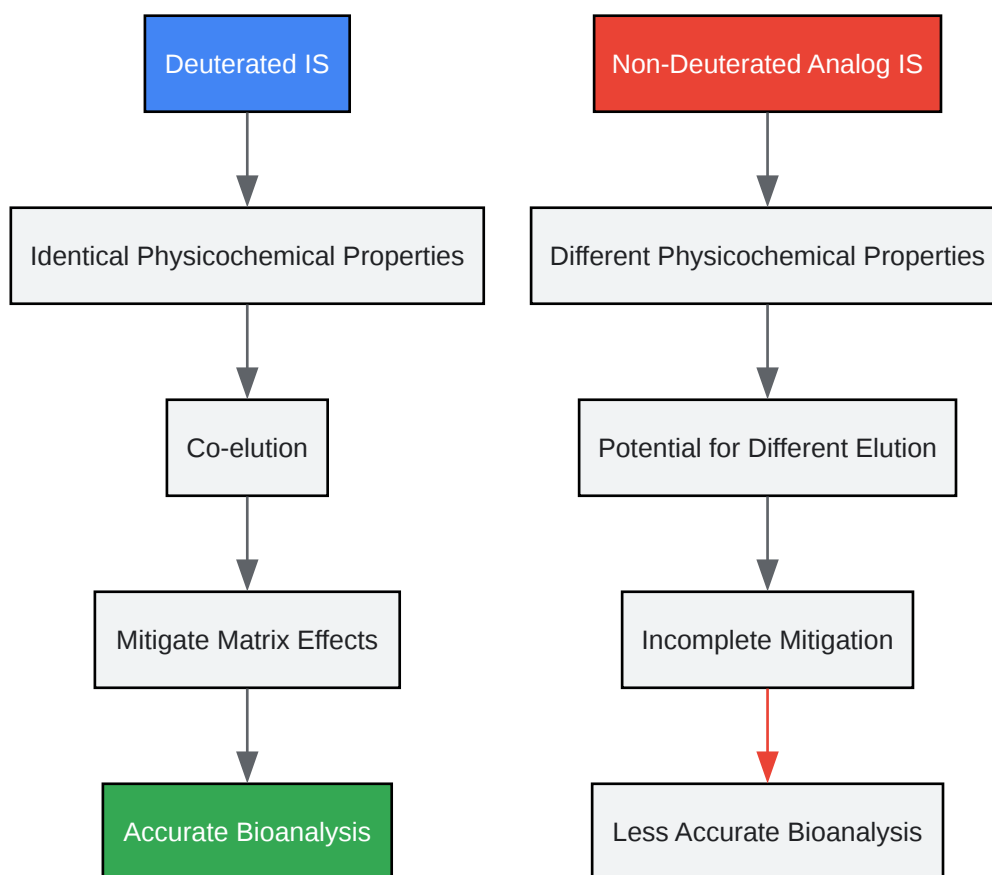 Deuterated IS
Identical Physicochemical Properties
Co-elution
Mitigate Matrix Effects
Accurate Bioanalysis
Non-Deuterated Analog IS
Different Physicochemical Properties
Potential for Different Elution
Incomplete Mitigation
Less Accurate Bioanalysis